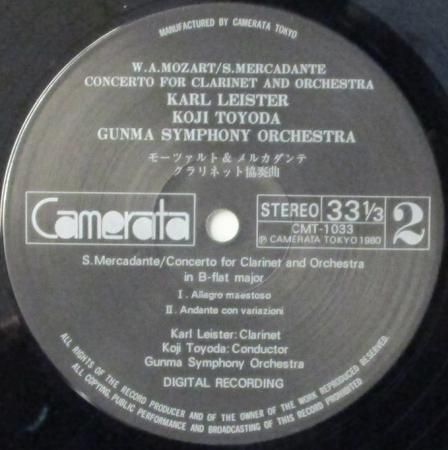 MANUFACTURED BY CAMERATA TOKYO
W.A.MOZART/S.MERCADANTE
CONCERTO FOR CLARINET AND ORCHESTRA
KARL LEISTER
KOJI TOYODA
GUNMA SYMPHONY ORCHESTRA
モーツァルト&メルカダンテ
クラリネット協奏曲
Camerata
STEREO 33 1/3 2
CMT-1033
Ⓟ CAMERATA TOKYO 1980
S.Mercadante/Concerto for Clarinet and Orchestra
in B-flat major
I. Allegro maestoso
II. Andante con variazioni
Karl Leister: Clarinet
Koji Toyoda: Conductor
Gunma Symphony Orchestra
DIGITAL RECORDING
ALL RIGHTS OF THE RECORD PRODUCER AND OF THE OWNER OF THE WORK REPRODUCED RESERVED.
ALL COPYING, PUBLIC PERFORMANCE AND BROADCASTING OF THIS RECORD PROHIBITED.